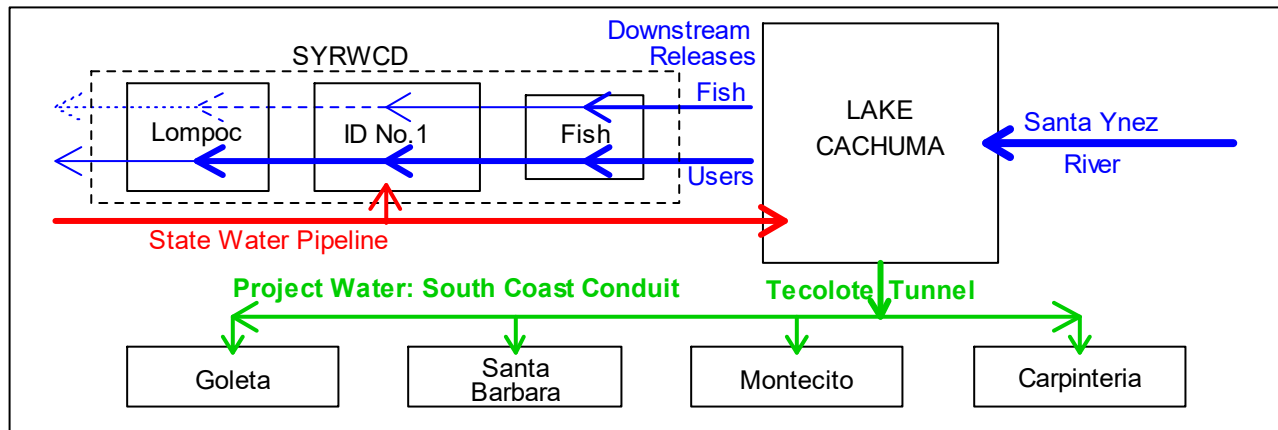 Downstream
Releases
SYRWCD
Fish
Lompoc
ID No.1
Fish
Users
LAKE
CACHUMA
Santa Ynez
River
State Water Pipeline
Project Water: South Coast Conduit
Tecolote Tunnel
Goleta
Santa
Barbara
Montecito
Carpinteria